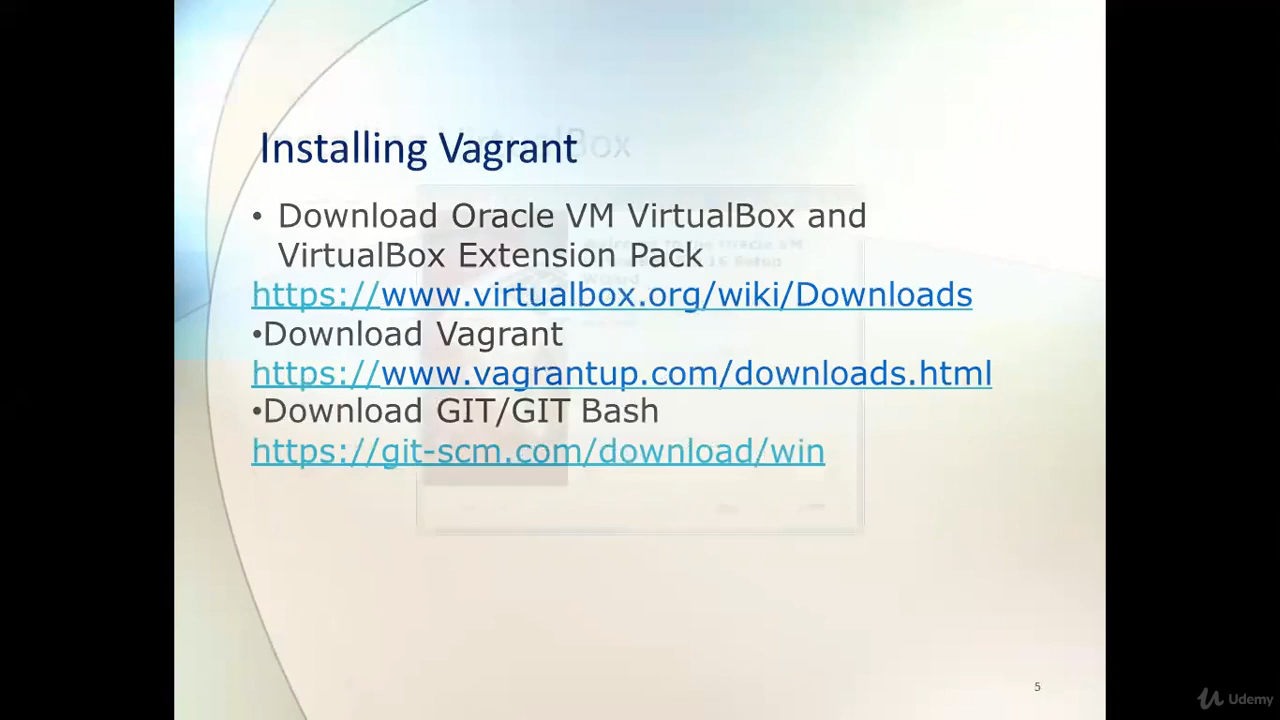 Installing Vagrant
• Download Oracle VM VirtualBox and
VirtualBox Extension Pack
https://www.virtualbox.org/wiki/Downloads
•Download Vagrant
https://www.vagrantup.com/downloads.html
•Download GIT/GIT Bash
https://git-scm.com/download/win
5
Udemy